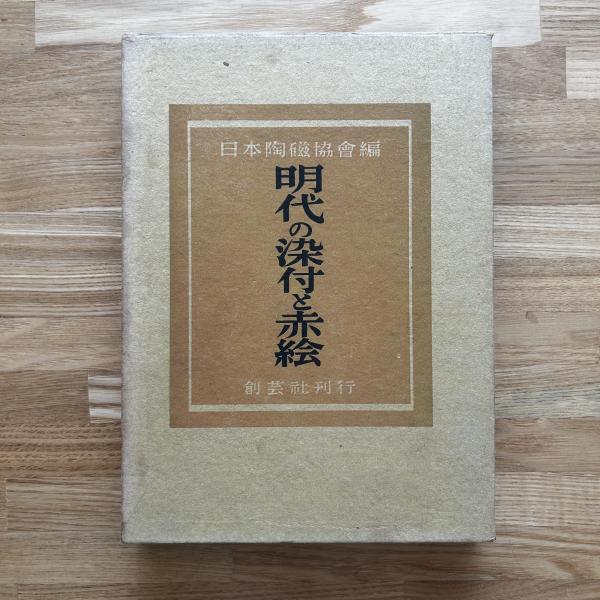 日本陶磁協會編
明代の染付と赤絵
創芸社刊行